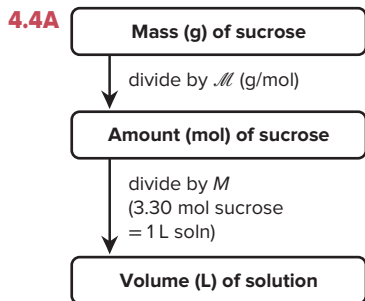 4.4A
Mass (g) of sucrose
divide by ℳ (g/mol)
Amount (mol) of sucrose
divide by M
(3.30 mol sucrose
= 1 L soln)
Volume (L) of solution